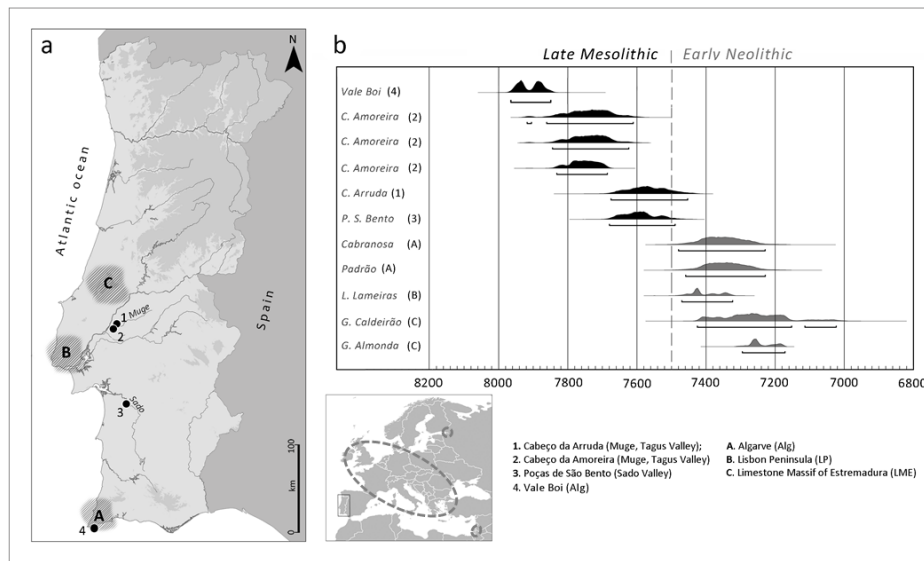 a
N
Atlantic ocean
Spain
C
1 Muge
2
B
Sado
3
A
4
100
km
0
b
Late Mesolithic | Early Neolithic
Vale Boi (4)
C. Amoreira (2)
C. Amoreira (2)
C. Amoreira (2)
C. Arruda (1)
P. S. Bento (3)
Cabranosa (A)
Padrão (A)
L. Lameiras (B)
G. Caldeirão (C)
G. Almonda (C)
8200 8000 7800 7600 7400 7200 7000 6800
1. Cabeço da Arruda (Muge, Tagus Valley);
2. Cabeço da Amoreira (Muge, Tagus Valley)
3. Poças de São Bento (Sado Valley)
4. Vale Boi (Alg)
A. Algarve (Alg)
B. Lisbon Peninsula (LP)
C. Limestone Massif of Estremadura (LME)